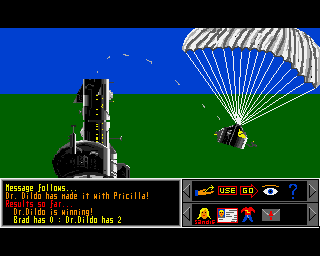 Message follows...
Dr. Dildo has made it with Pricilla!
Results so far...
Dr.Dildo is winning!
Brad has 0 : Dr.Dildo has 2
USE GO ?